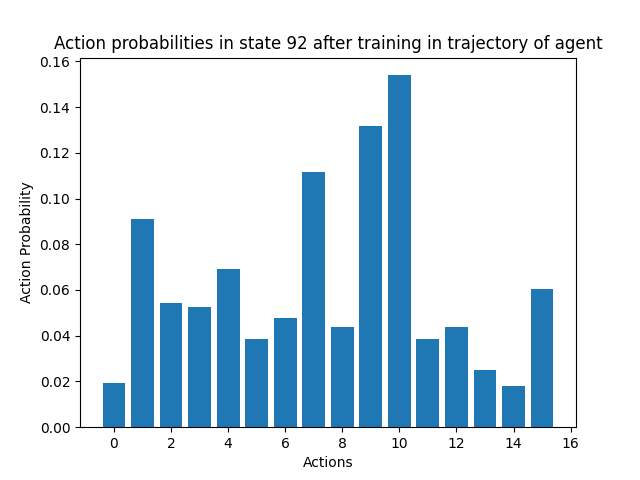 Action probabilities in state 92 after training in trajectory of agent
0.16
0.14
0.12
0.10
0.08
0.06
0.04
0.02
0.00
Action Probability
0 2 4 6 8 10 12 14 16
Actions